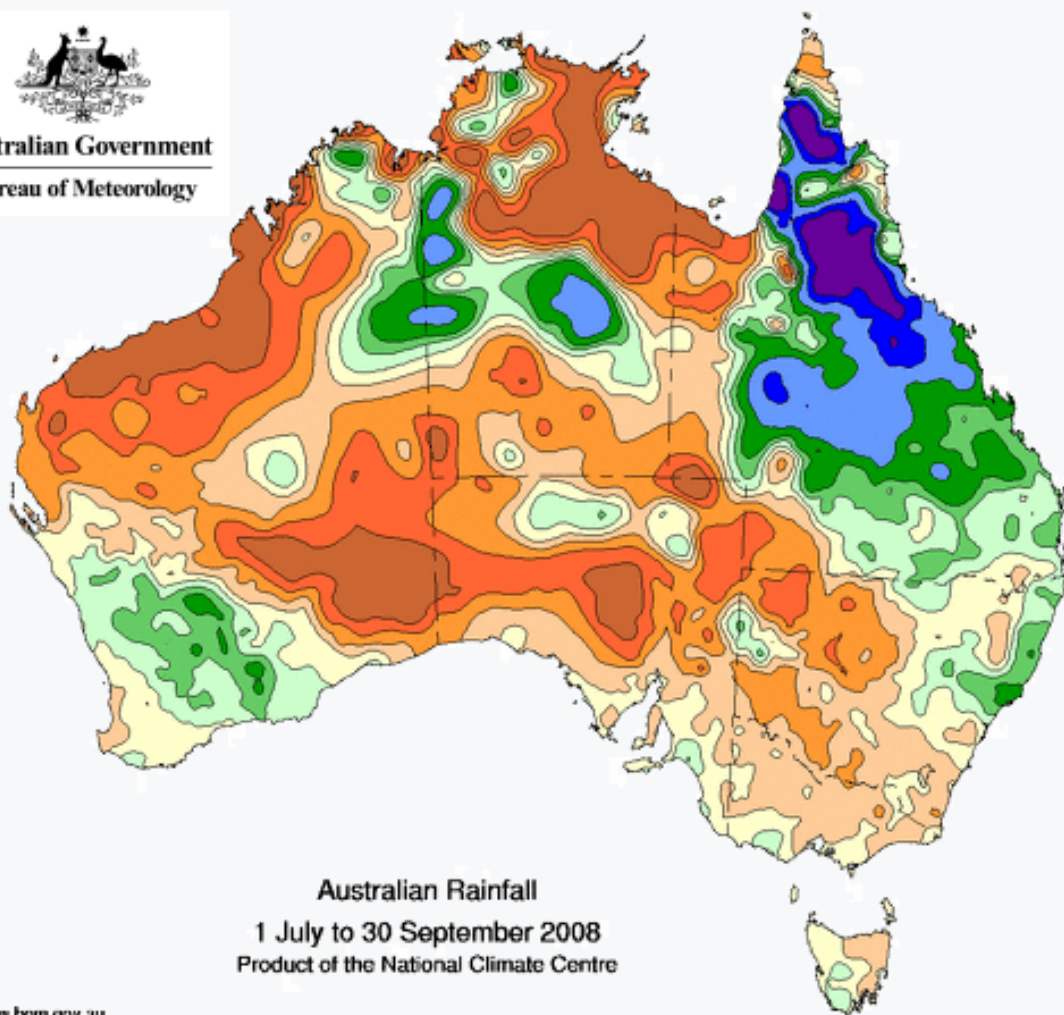 tralian Government
reau of Meteorology
Australian Rainfall
1 July to 30 September 2008
Product of the National Climate Centre